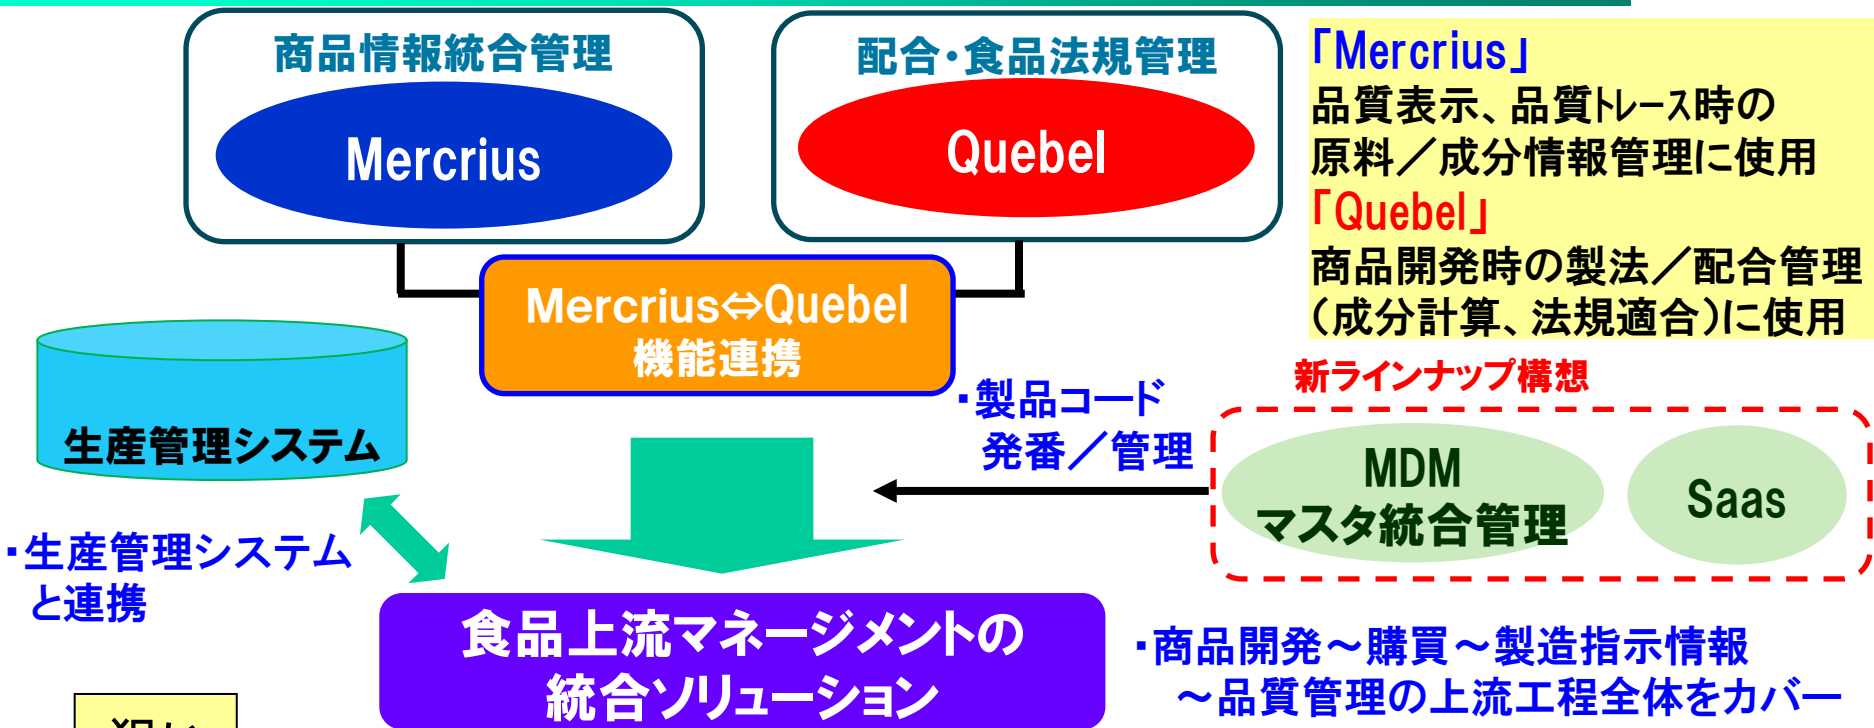 商品情報統合管理
Mercrius
配合・食品法規管理
Quebel
「Mercrius」
品質表示、品質ﾄﾚｰｽ時の
原料／成分情報管理に使用
「Quebel」
商品開発時の製法／配合管理
（成分計算、法規適合）に使用
Mercrius⇔Quebel
機能連携
生産管理システム
・生産管理システム
と連携
・製品コード
発番／管理
新ラインナップ構想
MDM
マスタ統合管理
Saas
食品上流マネージメントの
統合ソリューション
・商品開発～購買～製造指示情報
～品質管理の上流工程全体をカバー